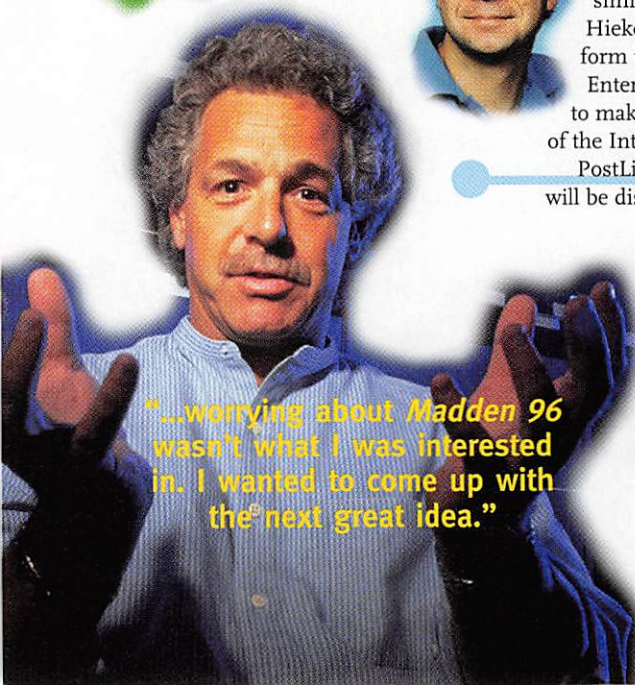 Hieke
form
Enter
to mak
of the Int
PostLi
will be dis
"...worrying about Madden 96
wasn't what I was interested
in. I wanted to come up with
the next great idea."